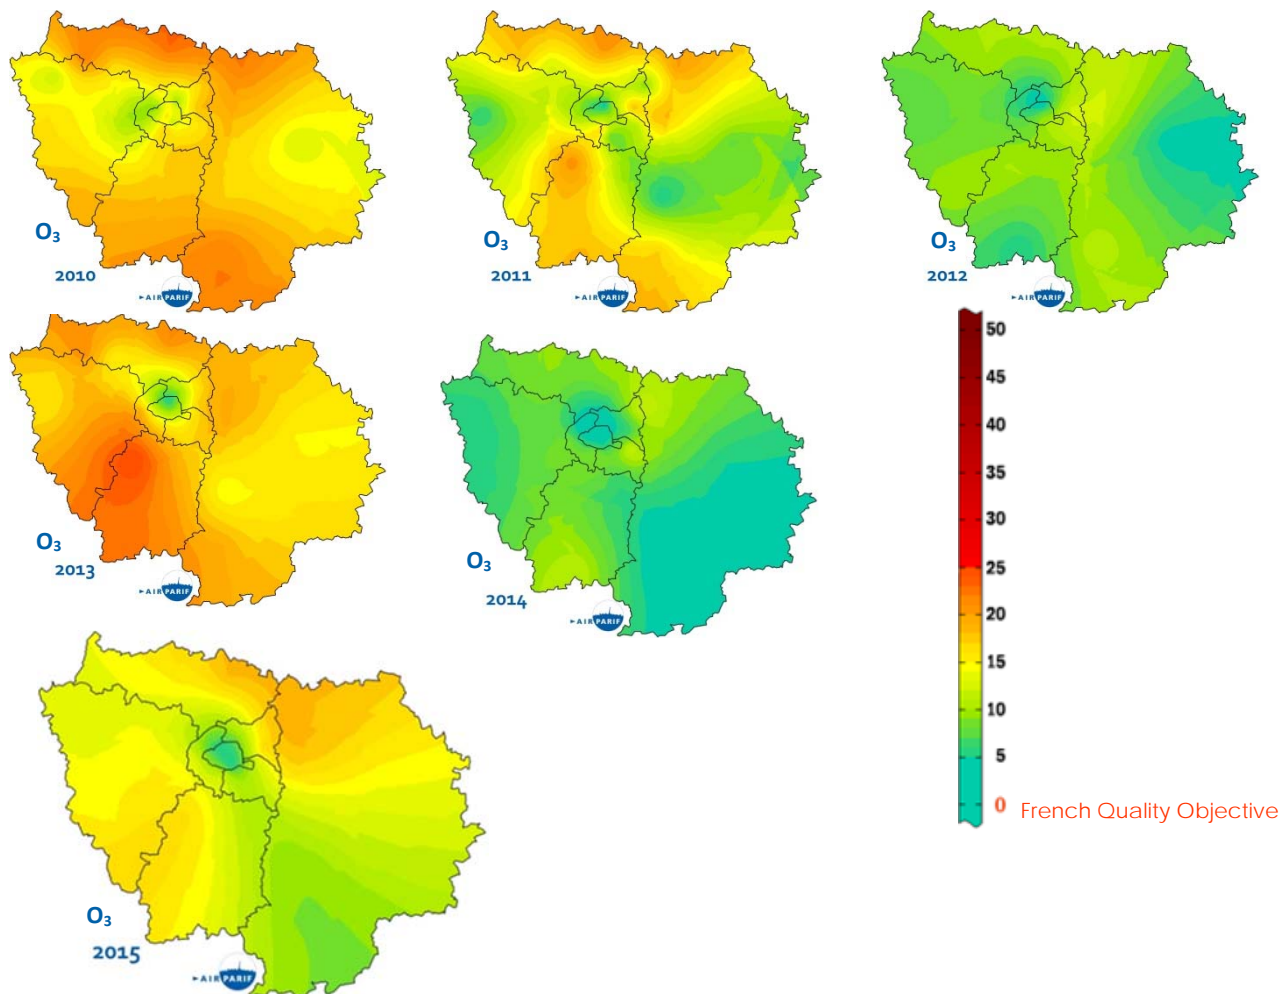 O₃
2010
►AIRPARIF
O₃
2011
►AIRPARIF
O₃
2012
►AIRPARIF
O₃
2013
►AIRPARIF
O₃
2014
►AIRPARIF
O₃
2015
►AIRPARIF
50
45
40
35
30
25
20
15
10
5
0 French Quality Objective